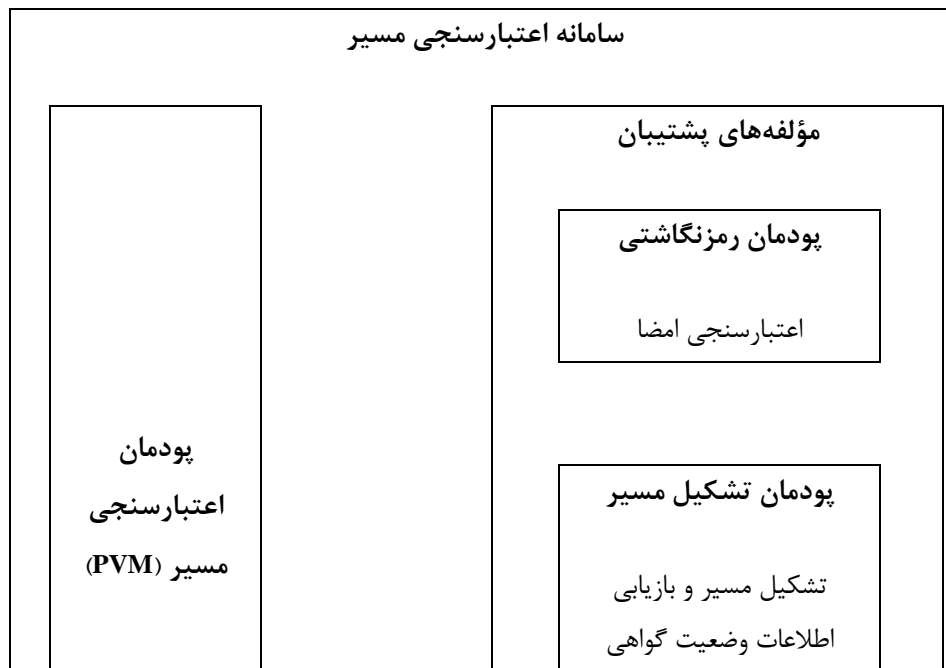 سامانه اعتبارسنجی مسیر
مؤلفه‌های پشتیبان
پودمان رمزنگاشتی
اعتبارسنجی امضا
پودمان تشکیل مسیر
تشکیل مسیر و بازیابی
اطلاعات وضعیت گواهی
پودمان
اعتبارسنجی
مسیر (PVM)